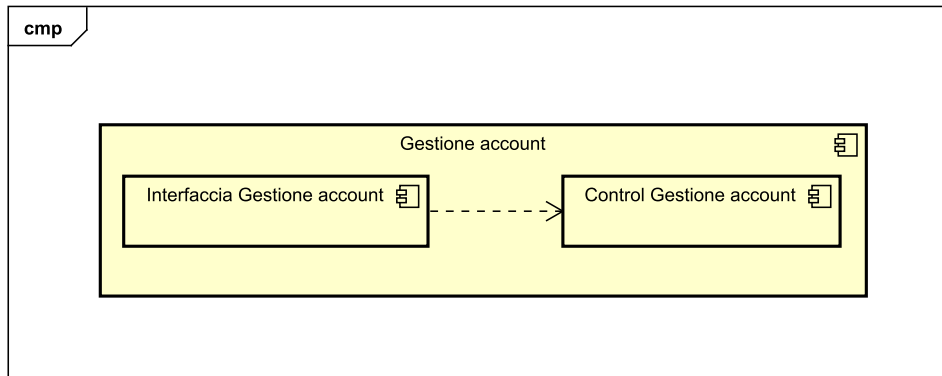 cmp
Gestione account
Interfaccia Gestione account
Control Gestione account